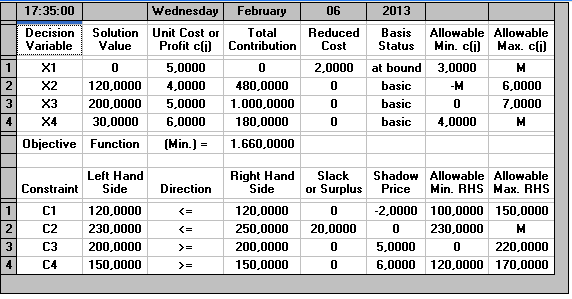 17:35:00 Wednesday February 06 2013
Decision Solution Unit Cost or Total Reduced Basis Allowable Allowable
Variable Value Profit c(j) Contribution Cost Status Min. c(j) Max. c(j)
1 X1 0 5,0000 0 2,0000 at bound 3,0000 M
2 X2 120,0000 4,0000 480,0000 0 basic -M 6,0000
3 X3 200,0000 5,0000 1.000,0000 0 basic 0 7,0000
4 X4 30,0000 6,0000 180,0000 0 basic 4,0000 M
Objective Function (Min.) = 1.660,0000
Left Hand Right Hand Slack Shadow Allowable Allowable
Constraint Side Direction Side or Surplus Price Min. RHS Max. RHS
1 C1 120,0000 <= 120,0000 0 -2,0000 100,0000 150,0000
2 C2 230,0000 <= 250,0000 20,0000 0 230,0000 M
3 C3 200,0000 >= 200,0000 0 5,0000 0 220,0000
4 C4 150,0000 >= 150,0000 0 6,0000 120,0000 170,0000